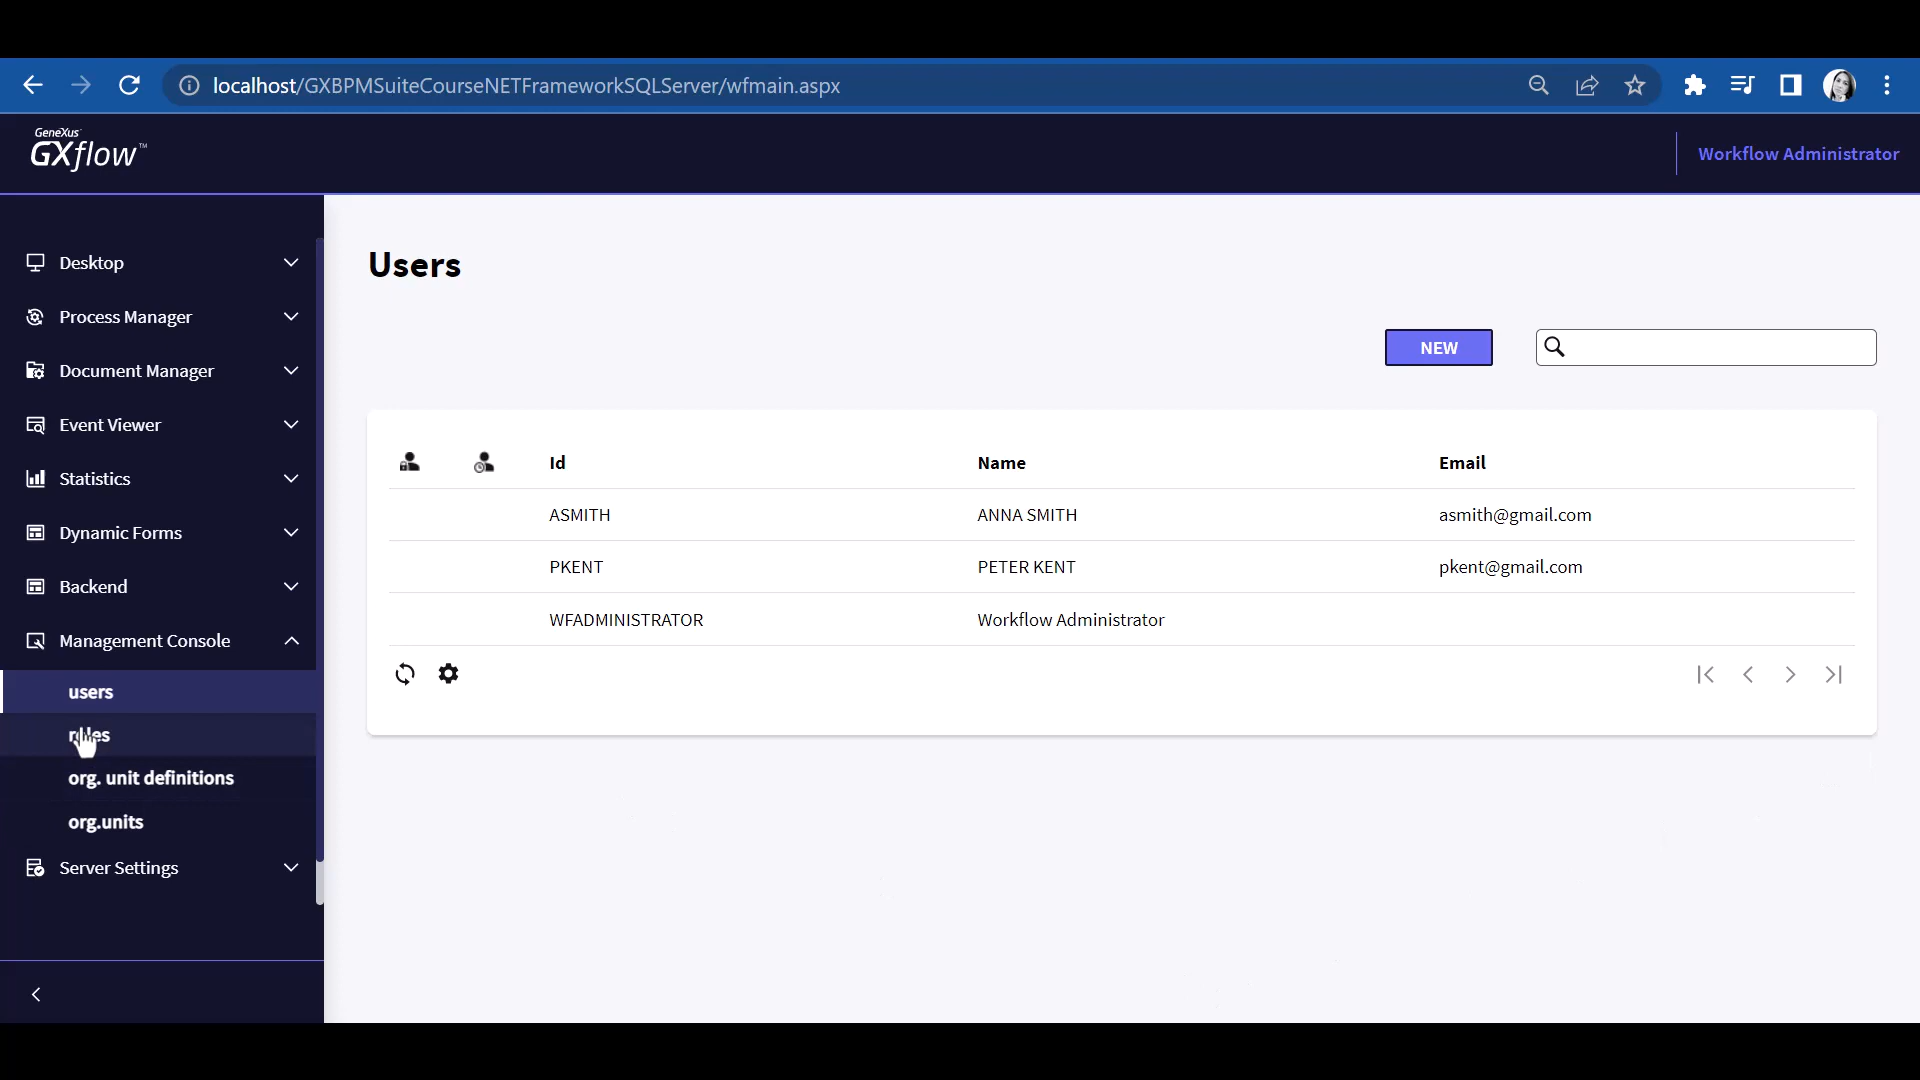 localhost/GXBPMSuiteCourseNETFrameworkSQLServer/wfmain.aspx
GeneXus
GXflow™
Workflow Administrator
Desktop
Process Manager
Document Manager
Event Viewer
Statistics
Dynamic Forms
Backend
Management Console
users
org. unit definitions
org.units
Server Settings
Users
NEW
Id Name Email
ASMITH ANNA SMITH asmith@gmail.com
PKENT PETER KENT pkent@gmail.com
WFADMINISTRATOR Workflow Administrator